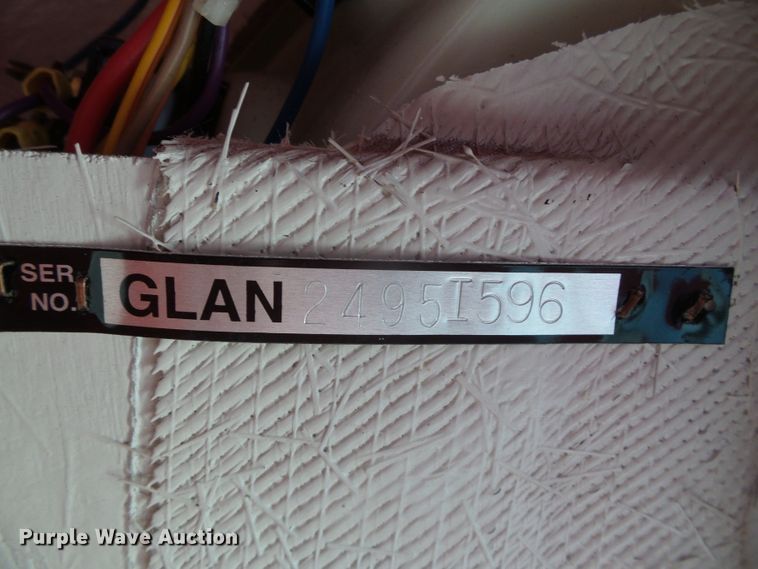 SER.
NO.
GLAN 2495I596
Purple Wave Auction